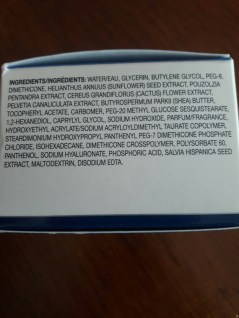 INGREDIENTS/INGRÉDIENTS: WATER/EAU, GLYCERIN, BUTYLENE GLYCOL, PEG-6,
DIMETHICONE, HELIANTHUS ANNUUS (SUNFLOWER) SEED EXTRACT, POUZOLZIA
PENTANDRA EXTRACT, CEREUS GRANDIFLORUS (CACTUS) FLOWER EXTRACT,
PELVETIA CANALICULATA EXTRACT, BUTYROSPERMUM PARKII (SHEA) BUTTER,
TOCOPHERYL ACETATE, CARBOMER, PEG-20 METHYL GLUCOSE SESQUISTEARATE,
1,2-HEXANEDIOL, CAPRYLYL GLYCOL, SODIUM HYDROXIDE, PARFUM/FRAGRANCE,
HYDROXYETHYL ACRYLATE/SODIUM ACRYLOYLDIMETHYL TAURATE COPOLYMER,
STEARDIMONIUM HYDROXYPROPYL PANTHENYL PEG-7 DIMETHICONE PHOSPHATE
CHLORIDE, ISOHEXADECANE, DIMETHICONE CROSSPOLYMER, POLYSORBATE 60,
PANTHENOL, SODIUM HYALURONATE, PHOSPHORIC ACID, SALVIA HISPANICA SEED
EXTRACT, MALTODEXTRIN, DISODIUM EDTA.